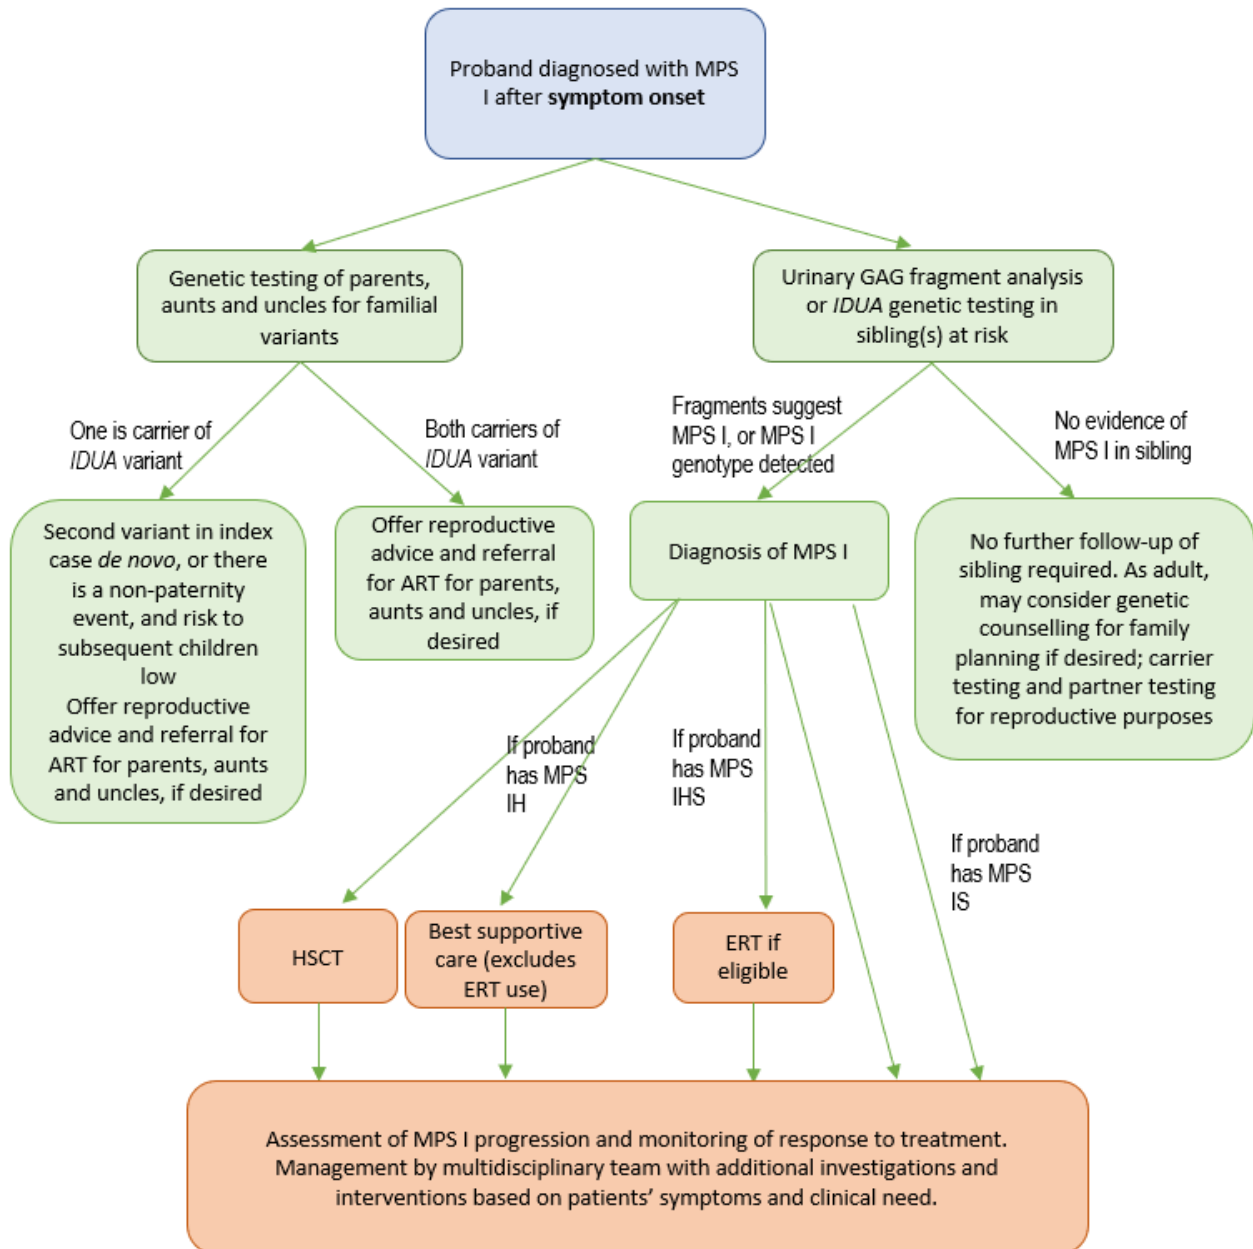 Proband diagnosed with MPS
I after symptom onset
Genetic testing of parents,
aunts and uncles for familial
variants
Urinary GAG fragment analysis
or IDUA genetic testing in
sibling(s) at risk
One is carrier of
IDUA variant
Both carriers of
IDUA variant
Fragments suggest
MPS I, or MPS I
genotype detected
No evidence of
MPS I in sibling
Second variant in index
case de novo, or there
is a non-paternity
event, and risk to
subsequent children
low
Offer reproductive
advice and referral for
ART for parents, aunts
and uncles, if desired
Offer reproductive
advice and referral
for ART for parents,
aunts and uncles, if
desired
Diagnosis of MPS I
No further follow-up of
sibling required. As adult,
may consider genetic
counselling for family
planning if desired; carrier
testing and partner testing
for reproductive purposes
If proband
has MPS
IH
If proband
has MPS
IHS
If proband
has MPS
IS
HSCT
Best supportive
care (excludes
ERT use)
ERT if
eligible
Assessment of MPS I progression and monitoring of response to treatment.
Management by multidisciplinary team with additional investigations and
interventions based on patients’ symptoms and clinical need.